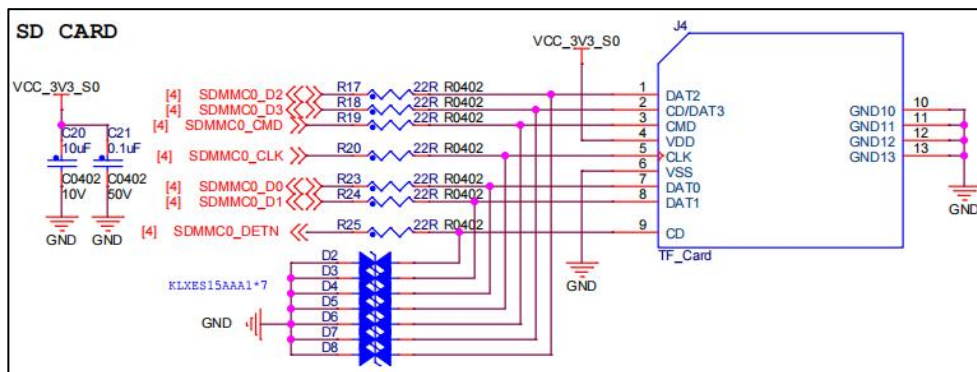 SD CARD
J4
VCC_3V3_S0
VCC_3V3_S0
[4] SDMMC0_D2 R17 22R R0402 1 DAT2
[4] SDMMC0_D3 R18 22R R0402 2 CD/DAT3
[4] SDMMC0_CMD R19 22R R0402 3 CMD
4 VDD
[4] SDMMC0_CLK R20 22R R0402 5 CLK
6 VSS
[4] SDMMC0_D0 R23 22R R0402 7 DAT0
[4] SDMMC0_D1 R24 22R R0402 8 DAT1
[4] SDMMC0_DETN R25 22R R0402 9 CD
TF_Card
GND10 10
GND11 11
GND12 12
GND13 13
GND
GND
C20 C21
10uF 0.1uF
C0402 C0402
10V 50V
GND GND
KLXES15AAA1*7
D2
D3
D4
D5
D6
D7
D8
GND